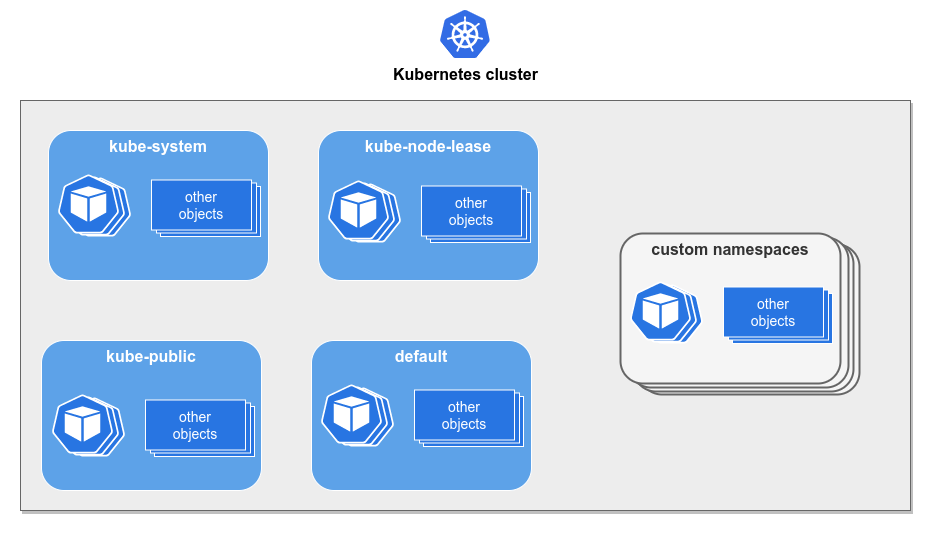 Kubernetes cluster
kube-system
other
objects
kube-node-lease
other
objects
custom namespaces
other
objects
kube-public
other
objects
default
other
objects